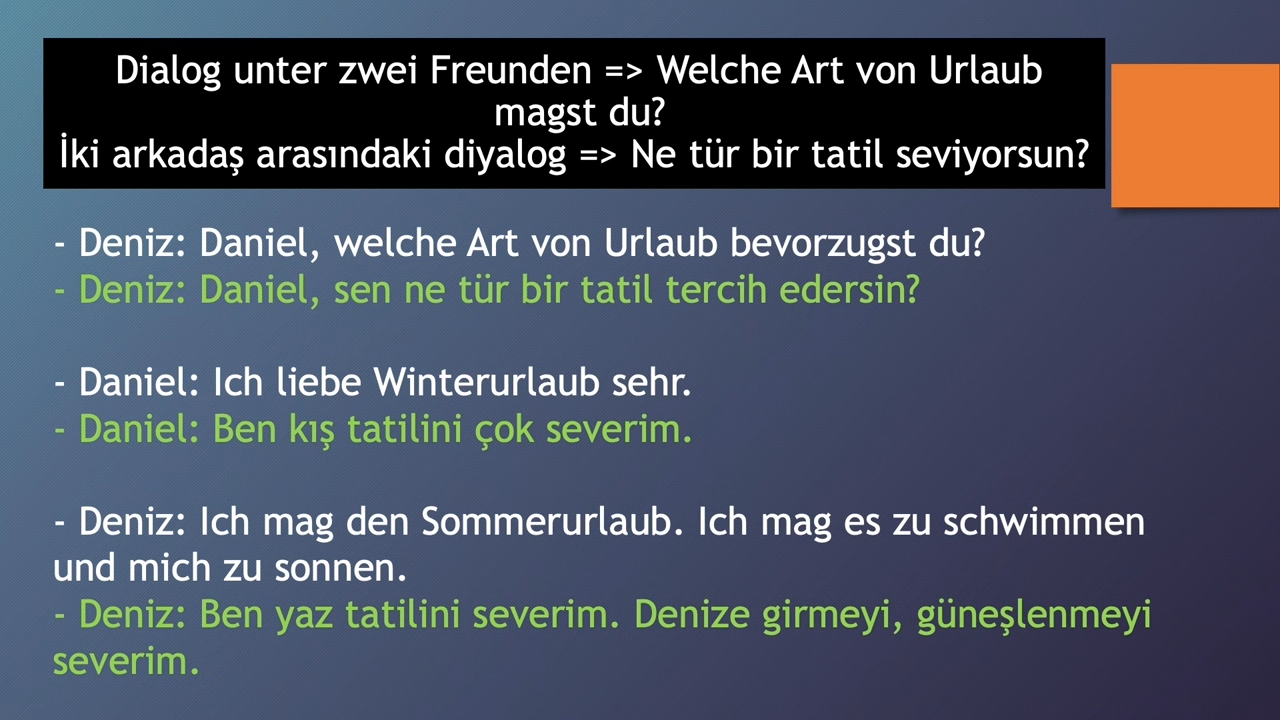 Dialog unter zwei Freunden => Welche Art von Urlaub
magst du?
İki arkadaş arasındaki diyalog => Ne tür bir tatil seviyorsun?
- Deniz: Daniel, welche Art von Urlaub bevorzugst du?
- Deniz: Daniel, sen ne tür bir tatil tercih edersin?
- Daniel: Ich liebe Winterurlaub sehr.
- Daniel: Ben kış tatilini çok severim.
- Deniz: Ich mag den Sommerurlaub. Ich mag es zu schwimmen
und mich zu sonnen.
- Deniz: Ben yaz tatilini severim. Denize girmeyi, güneşlenmeyi
severim.